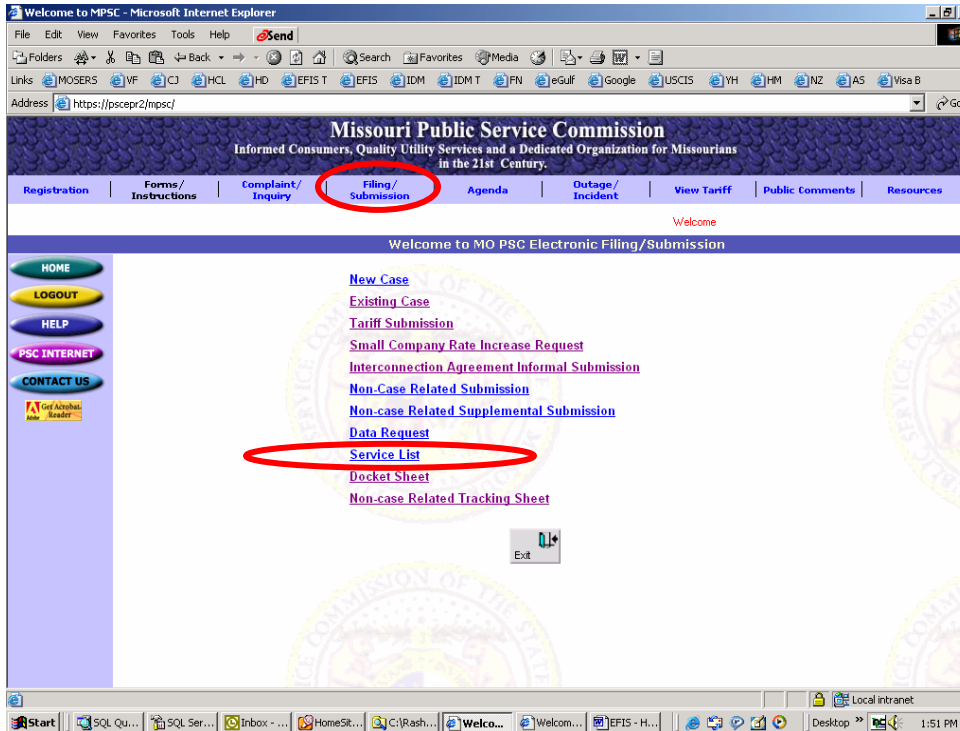 Welcome to MPSC - Microsoft Internet Explorer
File Edit View Favorites Tools Help Send
Folders Back Search Favorites Media
Links MOSERS VF CJ HCL HD EFIS T EFIS IDM IDM T FN eGulf Google USCIS YH HM NZ AS Visa B
Address https://pscepr2/mpsc/ Go
Missouri Public Service Commission
Informed Consumers, Quality Utility Services and a Dedicated Organization for Missourians
in the 21st Century.
Registration Forms/ Instructions Complaint/ Inquiry Filing/ Submission Agenda Outage/ Incident View Tariff Public Comments Resources
Welcome
Welcome to MO PSC Electronic Filing/Submission
HOME
LOGOUT
HELP
PSC INTERNET
CONTACT US
Get Acrobat Reader
Adobe
New Case
Existing Case
Tariff Submission
Small Company Rate Increase Request
Interconnection Agreement Informal Submission
Non-Case Related Submission
Non-case Related Supplemental Submission
Data Request
Service List
Docket Sheet
Non-case Related Tracking Sheet
Exit
Local intranet
Start SQL Qu... SQL Ser... Inbox - ... HomeSit... C:\Rash... Welco... Welcom... EFIS - H... Desktop » 1:51 PM